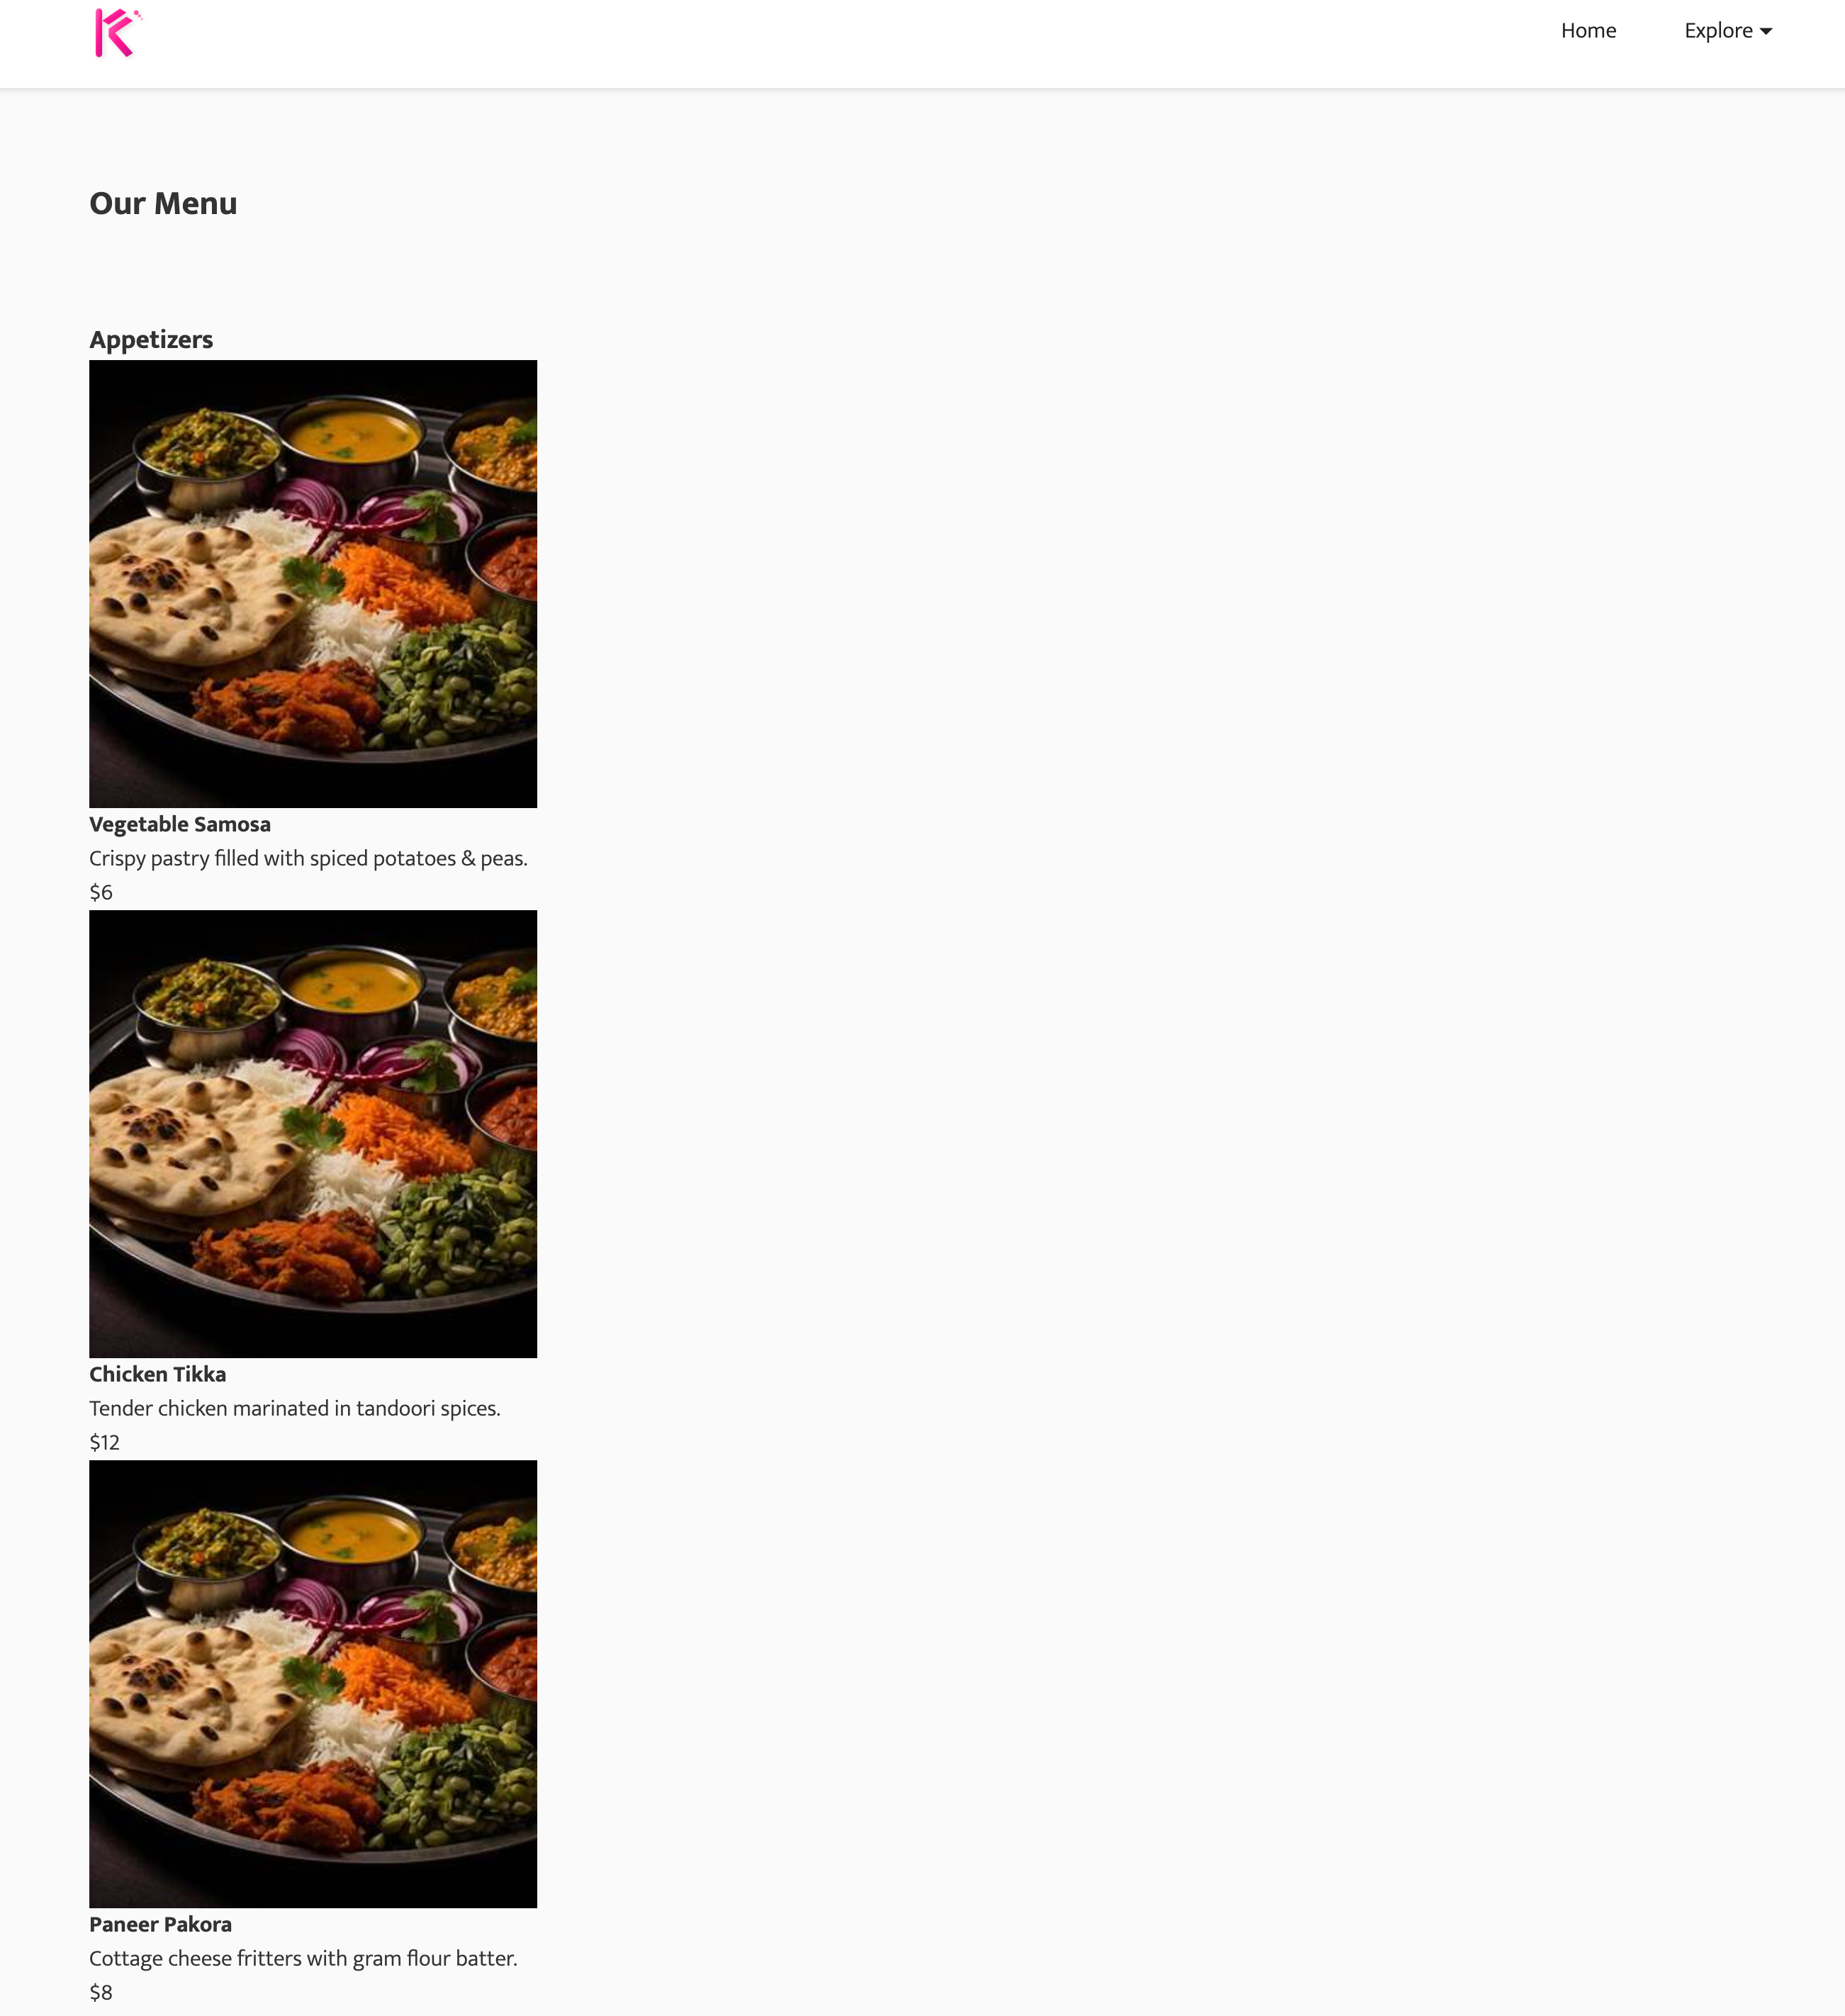 Home
Explore
Our Menu
Appetizers
Vegetable Samosa
Crispy pastry filled with spiced potatoes & peas.
$6
Chicken Tikka
Tender chicken marinated in tandoori spices.
$12
Paneer Pakora
Cottage cheese fritters with gram flour batter.
$8